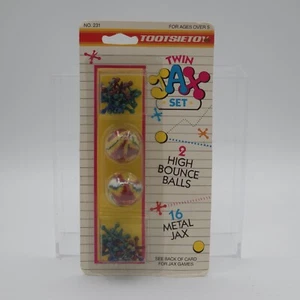 NO. 331
FOR AGES OVER 5
TOOTSIETOY
TWIN
JAX
SET
2
HIGH
BOUNCE
BALLS
16
METAL
JAX
SEE BACK OF CARD
FOR JAX GAMES